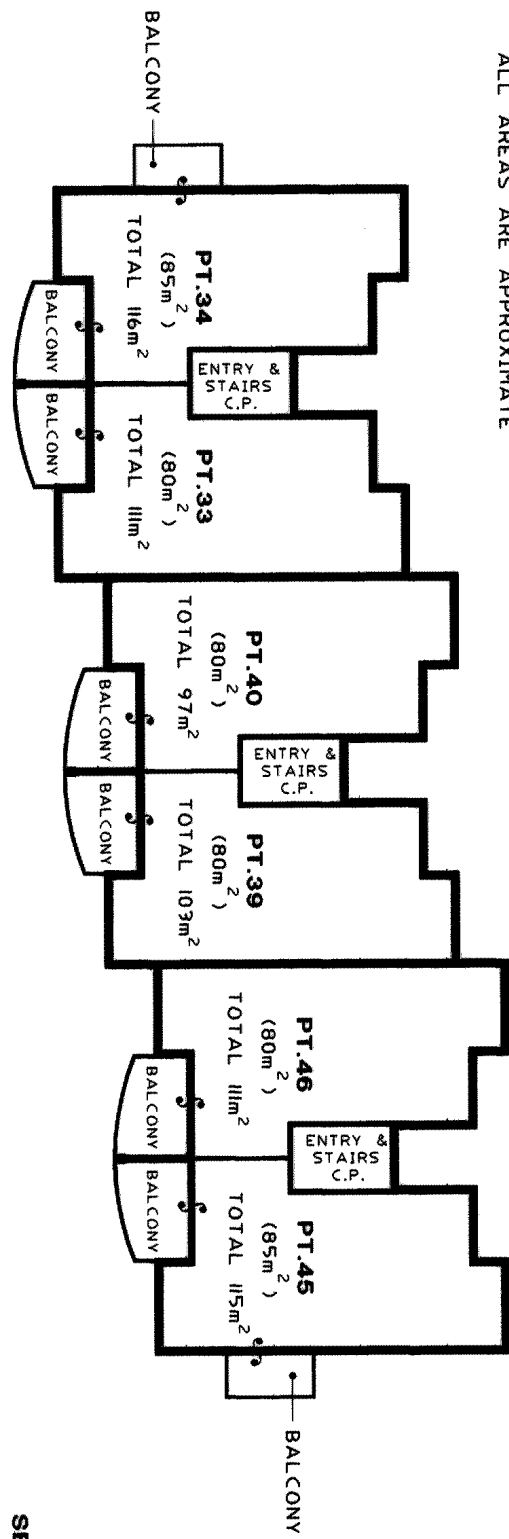 ALL AREAS ARE APPROXIMATE
BALCONY
PT.34
(85m²)
TOTAL 116m²
BALCONY
ENTRY &
STAIRS
C.P.
PT.33
(80m²)
TOTAL 111m²
BALCONY
PT.40
(80m²)
TOTAL 97m²
BALCONY
ENTRY &
STAIRS
C.P.
PT.39
(80m²)
TOTAL 103m²
BALCONY
PT.46
(80m²)
TOTAL 111m²
BALCONY
ENTRY &
STAIRS
C.P.
PT.45
(85m²)
TOTAL 115m²
BALCONY
BALCONY